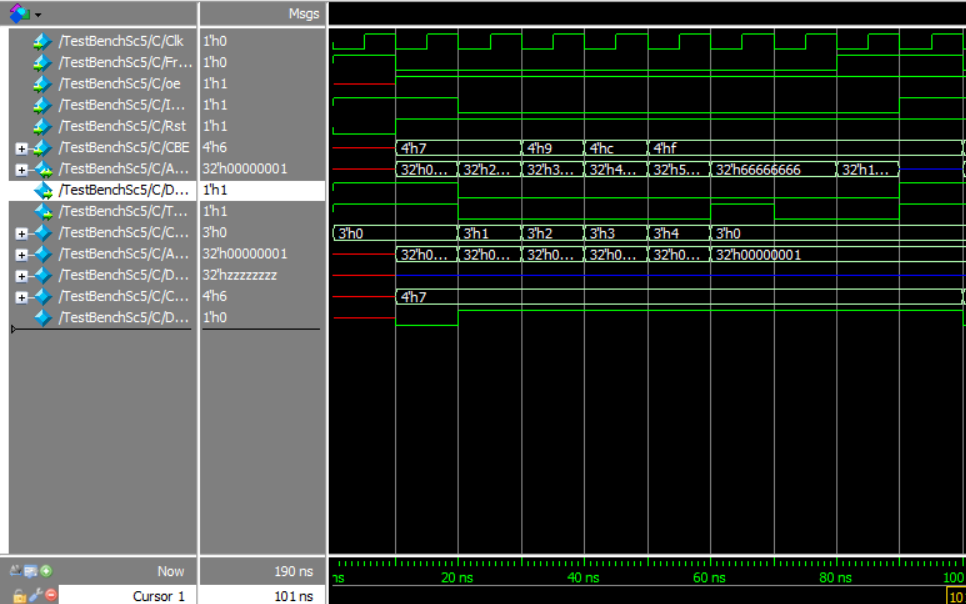 Msgs
/TestBenchSc5/C/Clk 1'h0
/TestBenchSc5/C/Fr... 1'h0
/TestBenchSc5/C/oe 1'h1
/TestBenchSc5/C/I... 1'h1
/TestBenchSc5/C/Rst 1'h1
/TestBenchSc5/C/CBE 4'h6 4'h7 4'h9 4'hc 4'hf
/TestBenchSc5/C/A... 32'h00000001 32'h0... 32'h2... 32'h3... 32'h4... 32'h5... 32'h66666666 32'h1...
/TestBenchSc5/C/D... 1'h1
/TestBenchSc5/C/T... 1'h1
/TestBenchSc5/C/C... 3'h0 3'h0 3'h1 3'h2 3'h3 3'h4 3'h0
/TestBenchSc5/C/A... 32'h00000001 32'h0... 32'h0... 32'h0... 32'h0... 32'h0... 32'h00000001
/TestBenchSc5/C/D... 32'hzzzzzzzz
/TestBenchSc5/C/C... 4'h6 4'h7
/TestBenchSc5/C/D... 1'h0
Now 190 ns ns 20 ns 40 ns 60 ns 80 ns 100
Cursor 1 101 ns 10